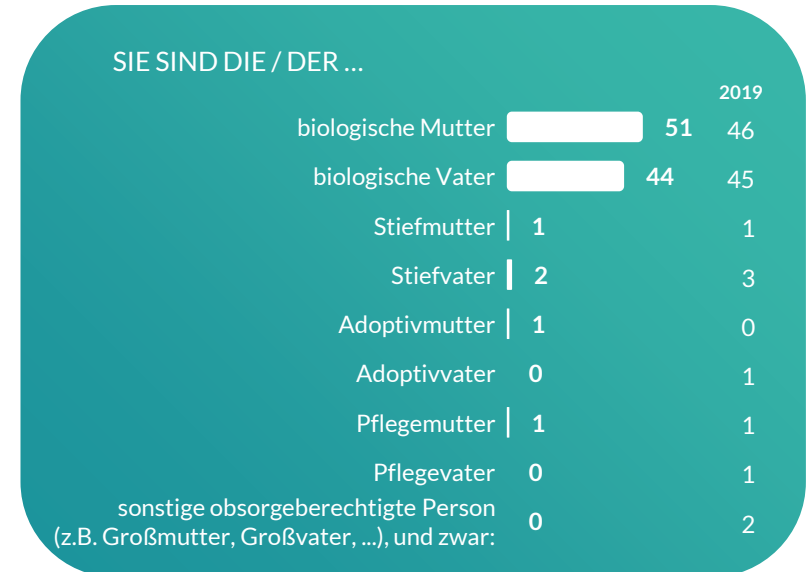 SIE SIND DIE / DER ...
2019
biologische Mutter 51 46
biologische Vater 44 45
Stiefmutter 1 1
Stiefvater 2 3
Adoptivmutter 1 0
Adoptivvater 0 1
Pflegemutter 1 1
Pflegevater 0 1
sonstige obsorgeberechtigte Person
(z.B. Großmutter, Großvater, ...), und zwar: 0 2